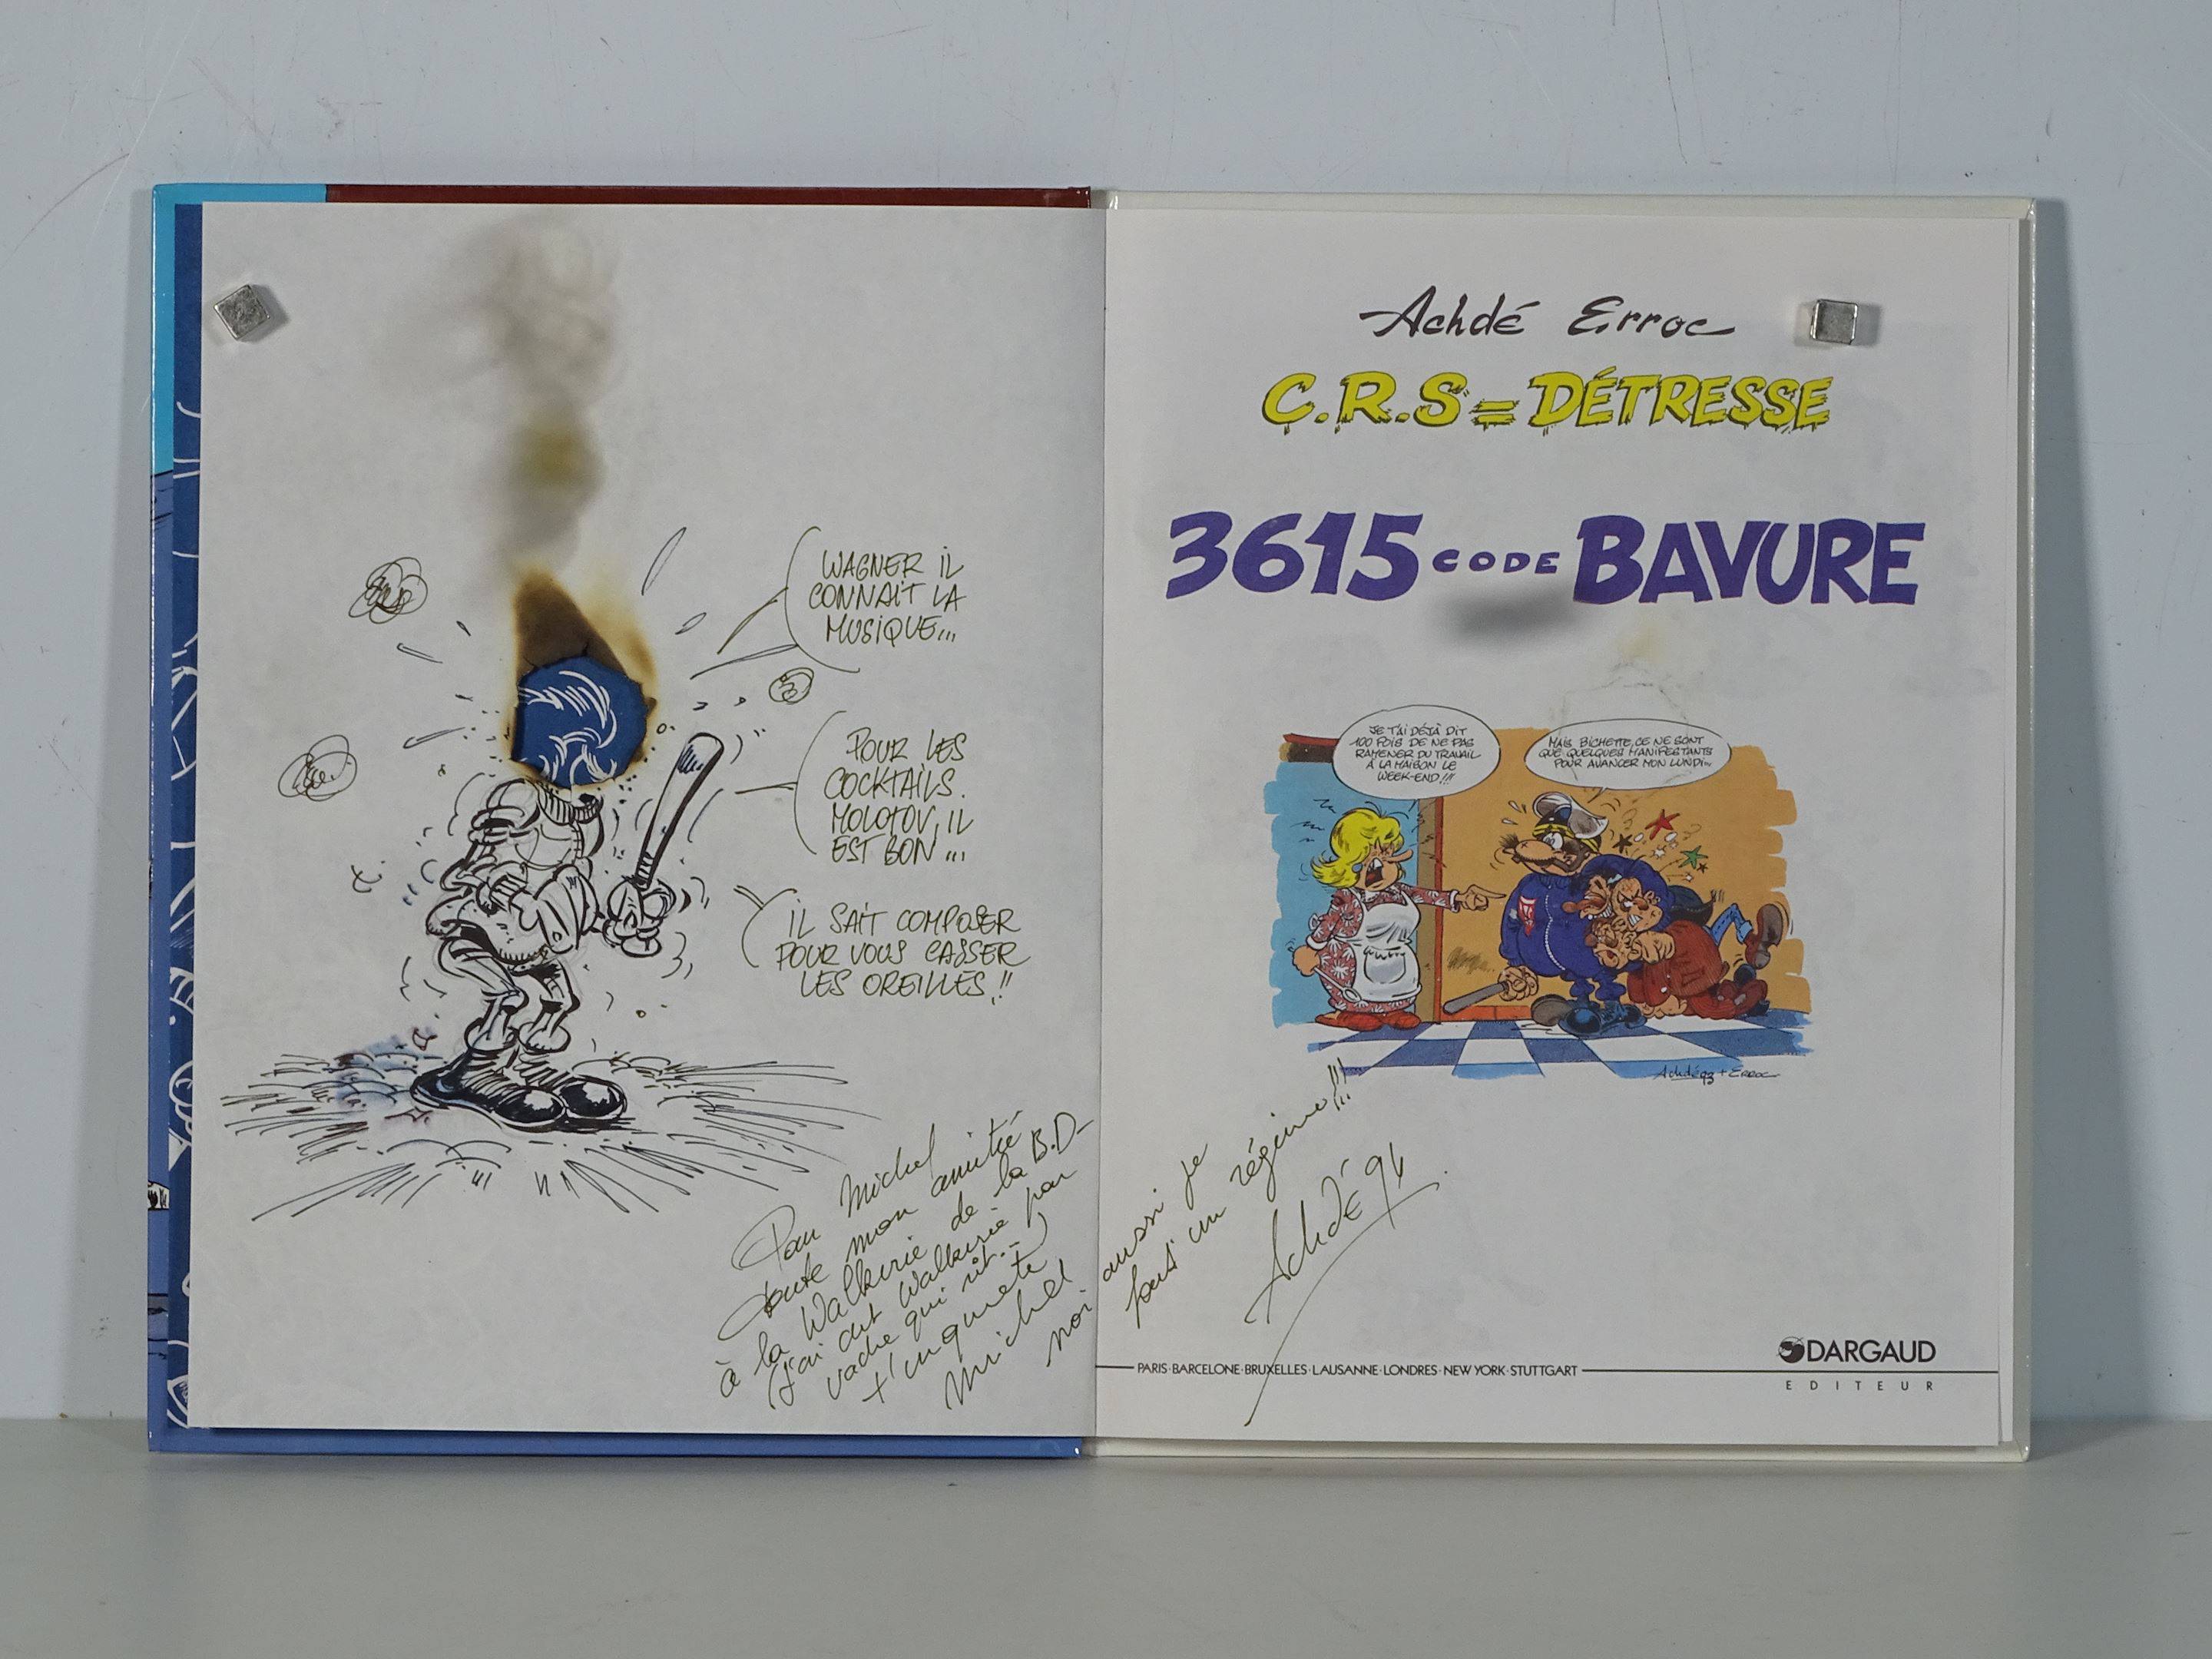 WAGNER IL
CONNAIT LA
MUSIQUE...
POUR LES
COCKTAILS.
MOLOTOV, IL
EST BON ...
IL SAIT COMPOSER
POUR VOUS CASSER
LES OREILLES,!!
Pour Michel
toute mon amitié
à la Walkirie de la B.D-
(j'ai dit Walkirie par
vache qui rit...)
t'inquiete
Michel
moi aussi je
fais un régime!!!
AchDÉ 94
Achdé Erroc
C.R.S = DÉTRESSE
3615 CODE BAVURE
JE T'AI DÉJÀ DIT
100 FOIS DE NE PAS
RAMENER DU TRAVAIL
À LA MAISON LE
WEEK-END!!!
MAIS BICHETTE, CE NE SONT
QUE QUELQUES MANIFESTANTS
POUR AVANCER MON LUNDI...
Achdé 93 + ERROC
DARGAUD
PARIS·BARCELONE·BRUXELLES·LAUSANNE·LONDRES·NEW YORK·STUTTGART
EDITEUR